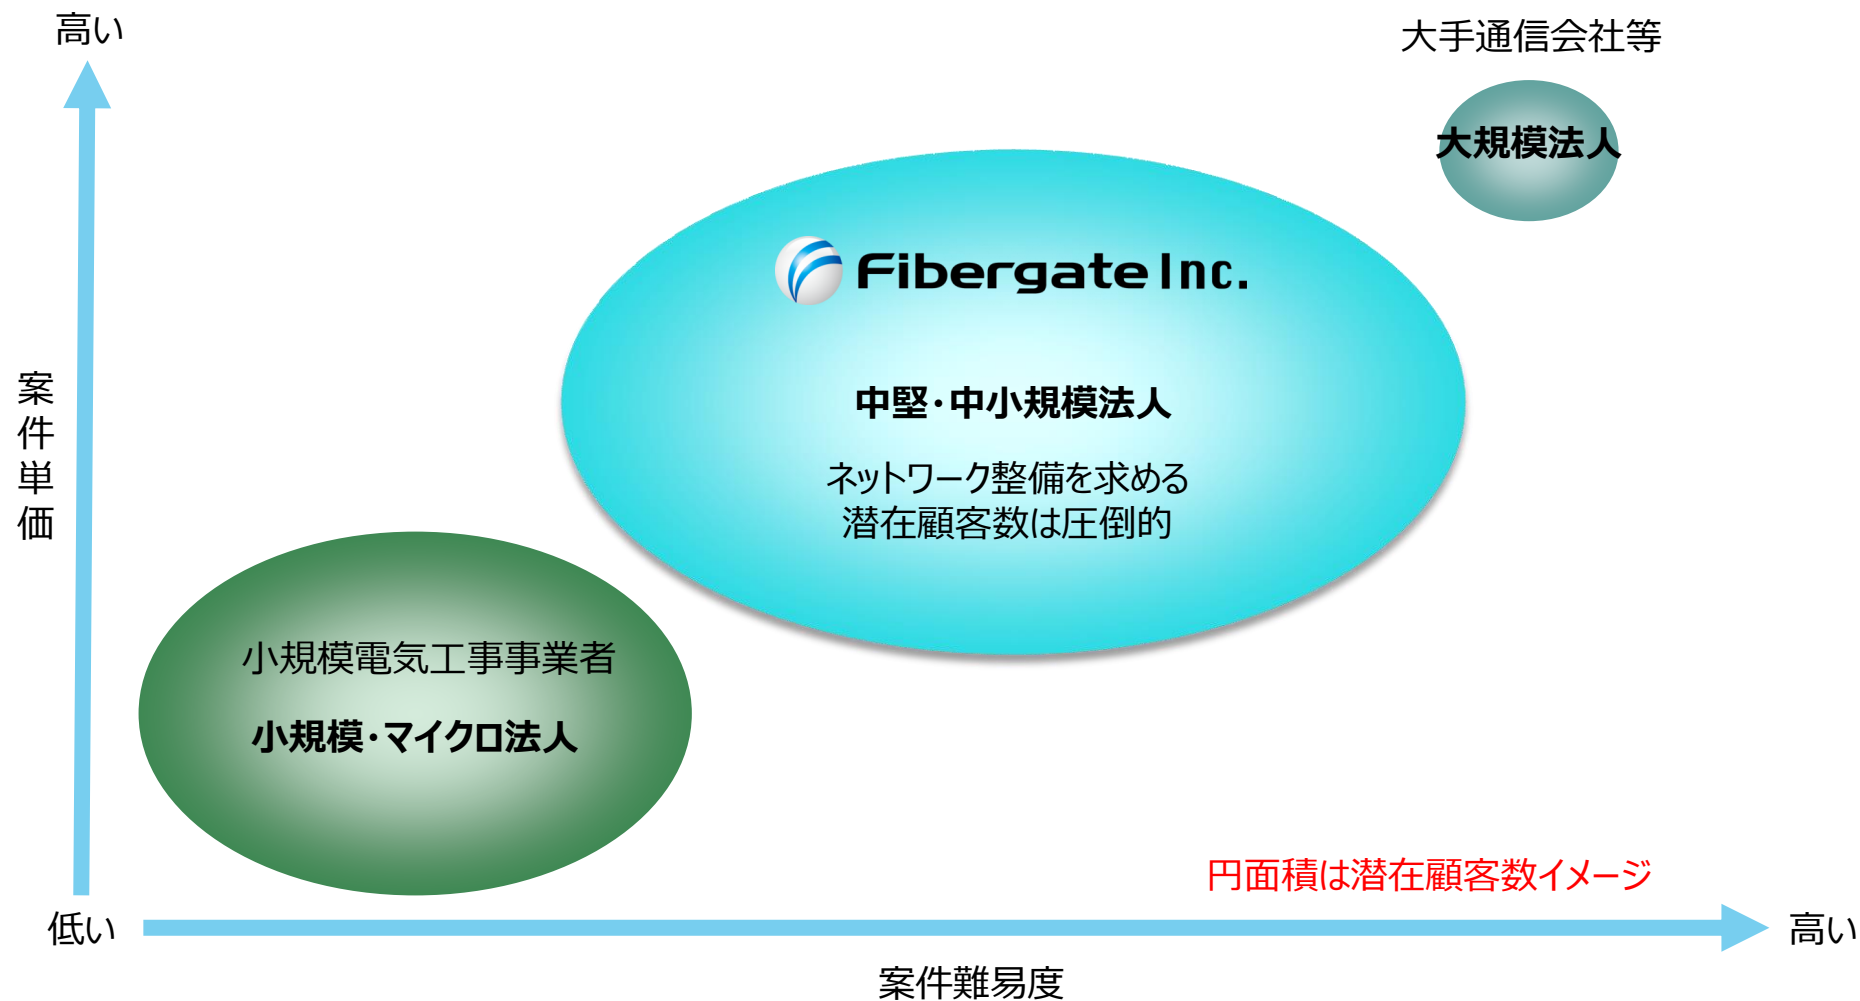 高い
大手通信会社等
大規模法人
Fibergate Inc.
中堅・中小規模法人
ネットワーク整備を求める
潜在顧客数は圧倒的
案件単価
小規模電気工事事業者
小規模・マイクロ法人
円面積は潜在顧客数イメージ
低い
高い
案件難易度